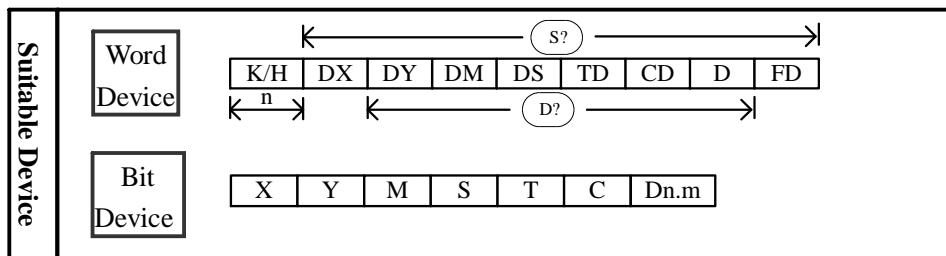 Suitable Device
Word
Device
S?
K/H DX DY DM DS TD CD D FD
n
D?
Bit
Device
X Y M S T C Dn.m